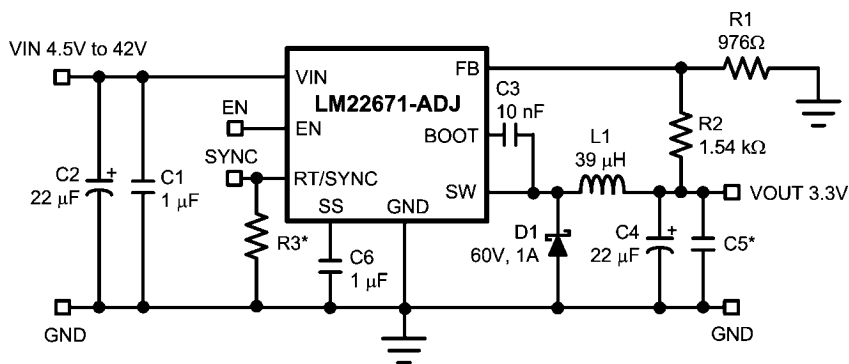 R1
976Ω
VIN 4.5V to 42V
VIN
FB
C3
10 nF
LM22671-ADJ
EN
EN
BOOT
R2
1.54 kΩ
L1
39 µH
SYNC
RT/SYNC
SW
VOUT 3.3V
C2
22 µF
+
C1
1 µF
SS
GND
R3*
C6
1 µF
D1
60V, 1A
C4
22 µF
+
C5*
GND
GND